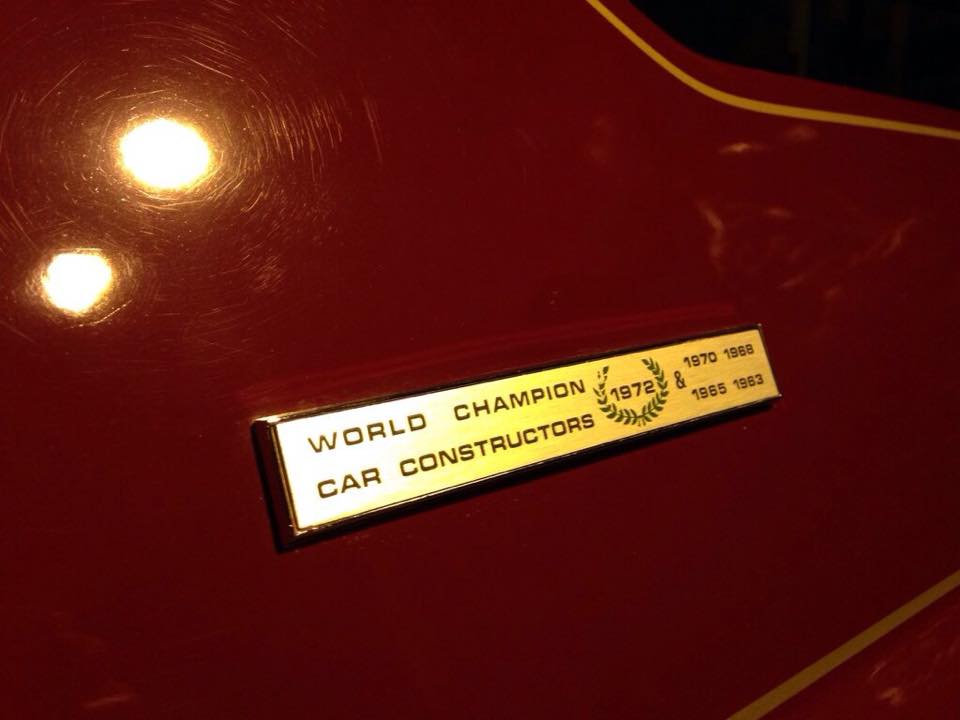 WORLD CHAMPION
CAR CONSTRUCTORS
1972
&
1970 1968
1965 1963